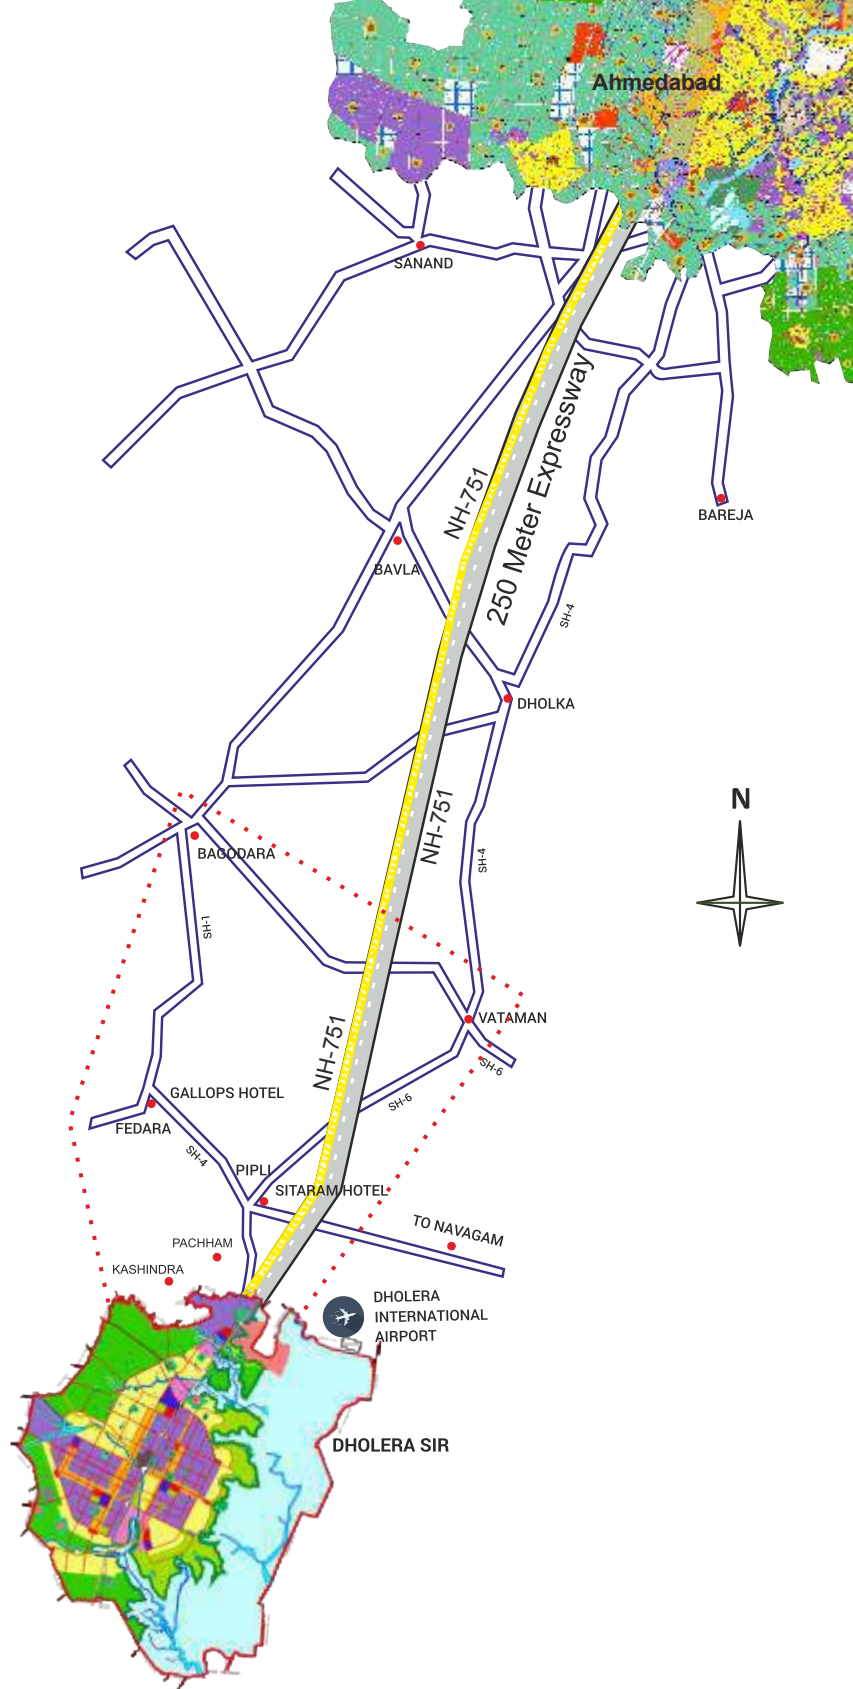 Ahmedabad
SANAND
NH-751
250 Meter Expressway
BAREJA
BAVLA
SH-4
DHOLKA
N
NH-751
BAGODARA
SH-4
SH-1
VATAMAN
NH-751
SH-6
GALLOPS HOTEL
SH-6
FEDARA
SH-4
PIPLI
SITARAM HOTEL
TO NAVAGAM
PACHHAM
KASHINDRA
DHOLERA
INTERNATIONAL
AIRPORT
DHOLERA SIR